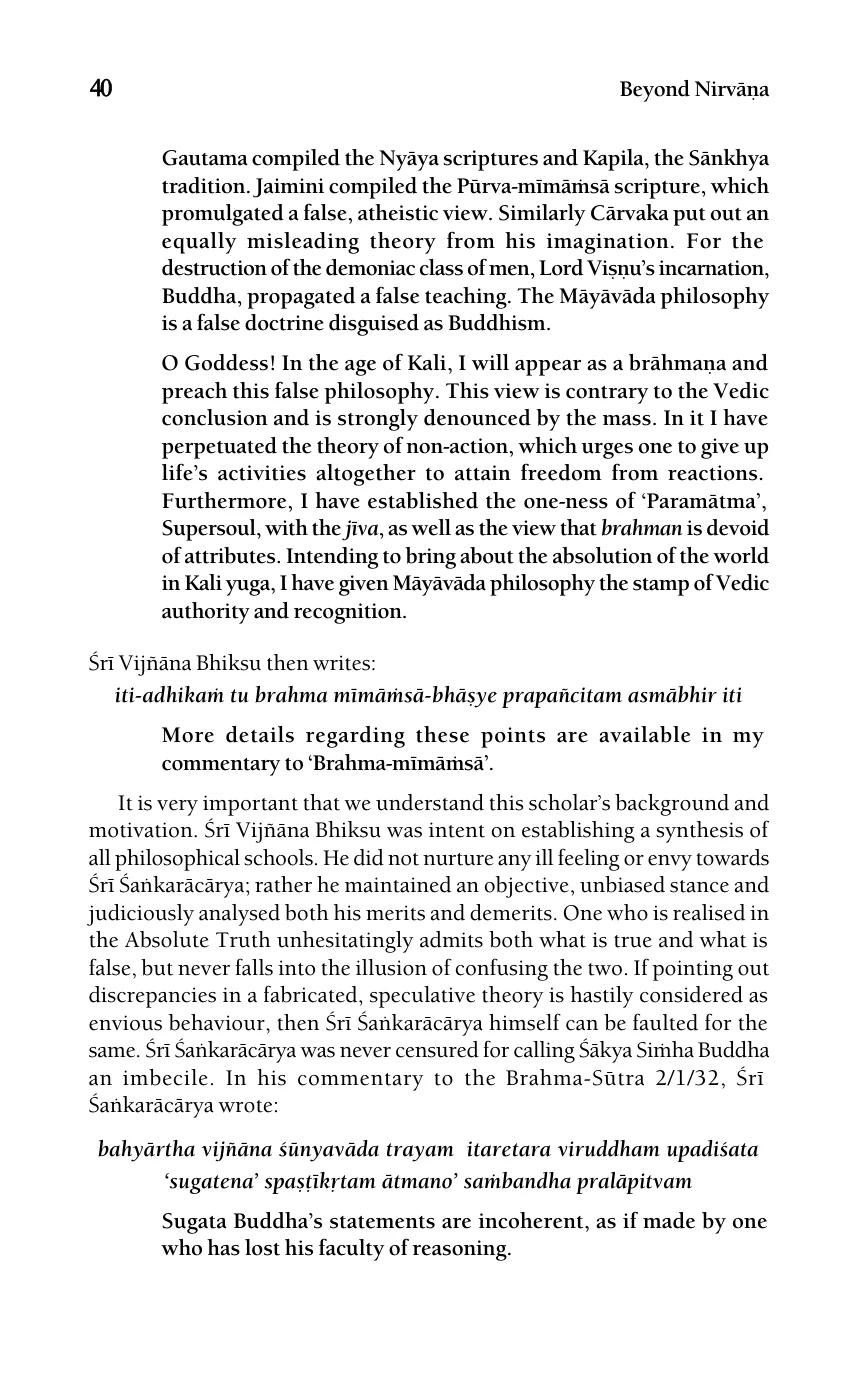 40
Beyond Nirvāṇa
Gautama compiled the Nyāya scriptures and Kapila, the Sānkhya
tradition. Jaimini compiled the Pūrva-mīmāṁsā scripture, which
promulgated a false, atheistic view. Similarly Cārvaka put out an
equally misleading theory from his imagination. For the
destruction of the demoniac class of men, Lord Viṣṇu’s incarnation,
Buddha, propagated a false teaching. The Māyāvāda philosophy
is a false doctrine disguised as Buddhism.
O Goddess! In the age of Kali, I will appear as a brāhmaṇa and
preach this false philosophy. This view is contrary to the Vedic
conclusion and is strongly denounced by the mass. In it I have
perpetuated the theory of non-action, which urges one to give up
life’s activities altogether to attain freedom from reactions.
Furthermore, I have established the one-ness of ‘Paramātma’,
Supersoul, with the jīva, as well as the view that brahman is devoid
of attributes. Intending to bring about the absolution of the world
in Kali yuga, I have given Māyāvāda philosophy the stamp of Vedic
authority and recognition.
Śrī Vijñāna Bhiksu then writes:
iti-adhikaṁ tu brahma mīmāṁsā-bhāṣye prapañcitam asmābhir iti
More details regarding these points are available in my
commentary to ‘Brahma-mīmāṁsā’.
It is very important that we understand this scholar’s background and
motivation. Śrī Vijñāna Bhiksu was intent on establishing a synthesis of
all philosophical schools. He did not nurture any ill feeling or envy towards
Śrī Śaṅkarācārya; rather he maintained an objective, unbiased stance and
judiciously analysed both his merits and demerits. One who is realised in
the Absolute Truth unhesitatingly admits both what is true and what is
false, but never falls into the illusion of confusing the two. If pointing out
discrepancies in a fabricated, speculative theory is hastily considered as
envious behaviour, then Śrī Śaṅkarācārya himself can be faulted for the
same. Śrī Śaṅkarācārya was never censured for calling Śākya Siṁha Buddha
an imbecile. In his commentary to the Brahma-Sūtra 2/1/32, Śrī
Śaṅkarācārya wrote:
bahyārtha vijñāna śūnyavāda trayam itaretara viruddham upadiśata
‘sugatena’ spaṣṭīkṛtam ātmano’ saṁbandha pralāpitvam
Sugata Buddha’s statements are incoherent, as if made by one
who has lost his faculty of reasoning.